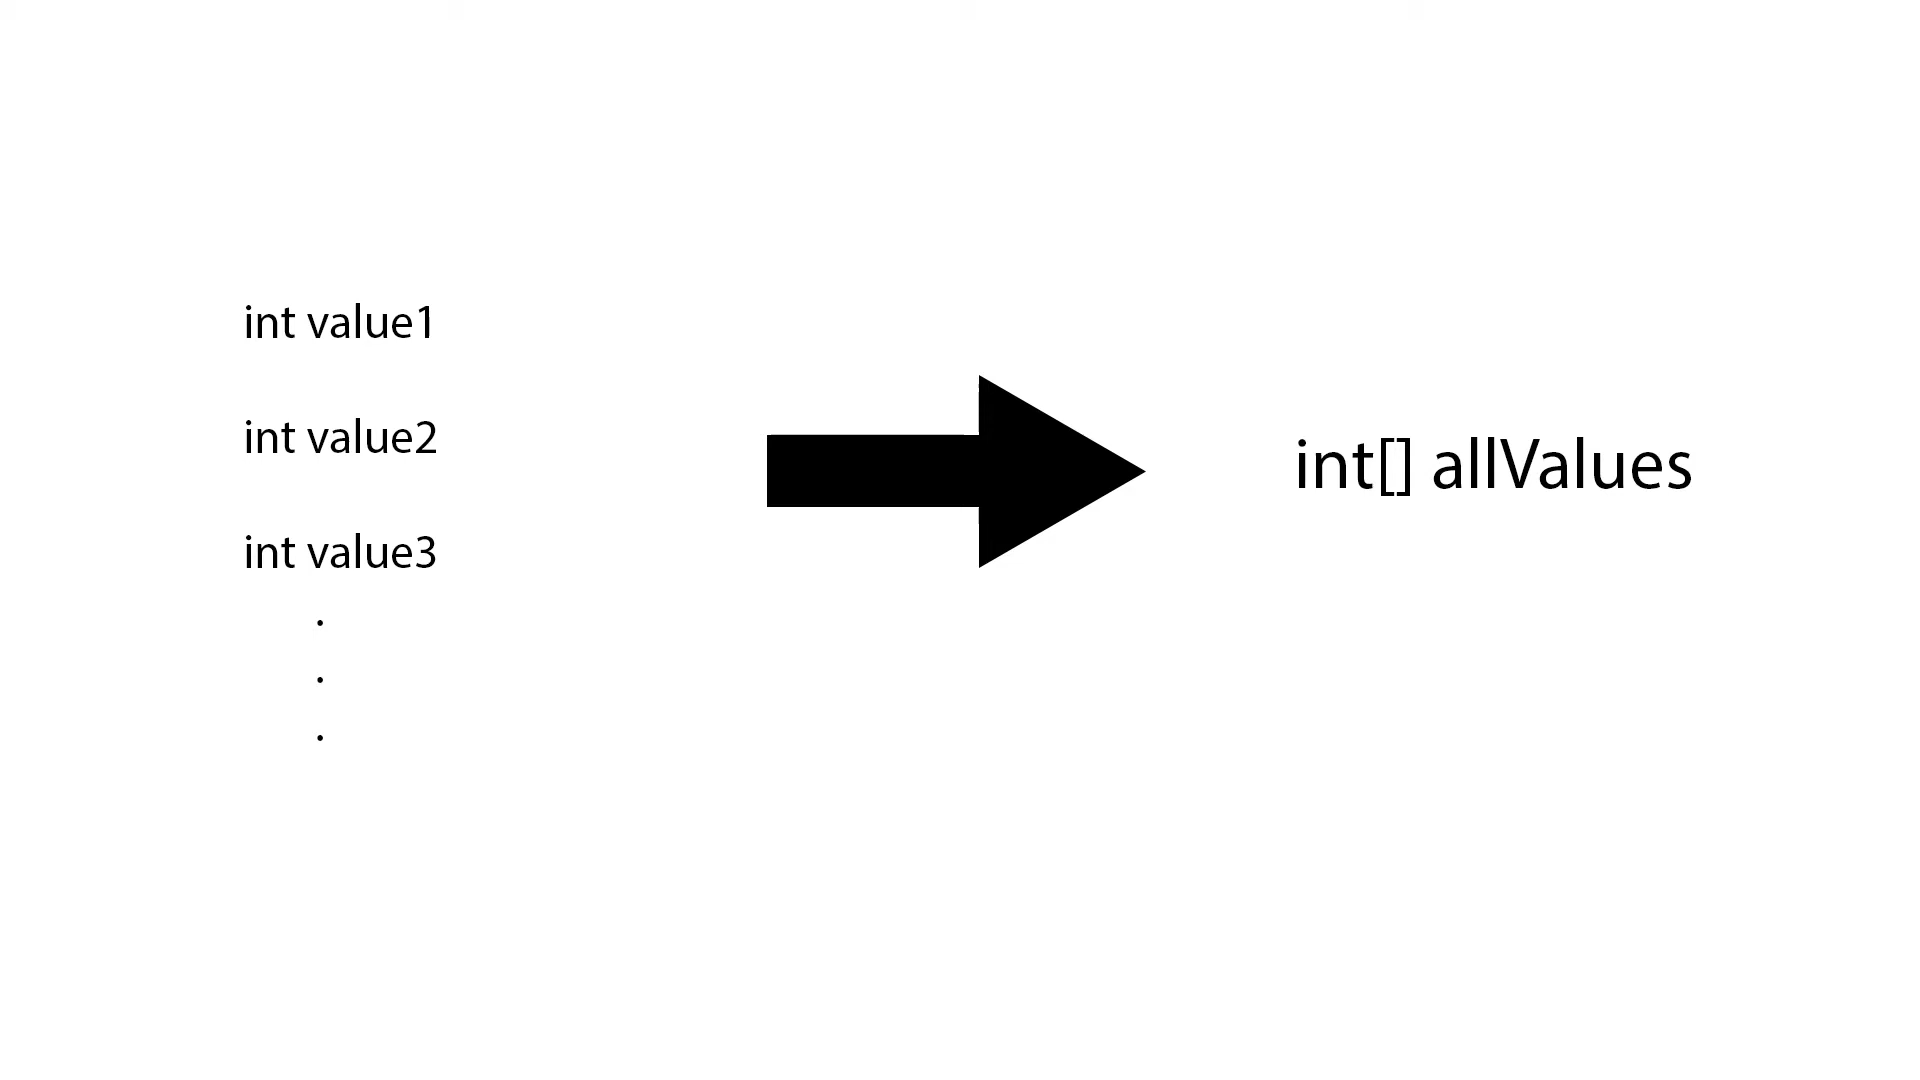 int value1
int value2
int value3
.
.
.
int[] allValues